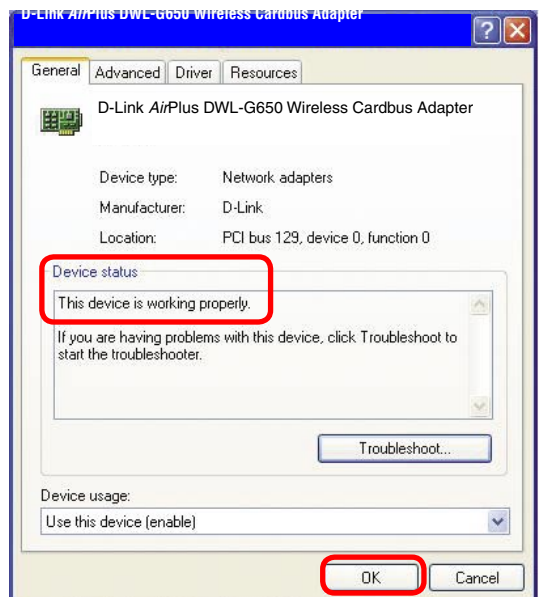 D-Link AirPlus DWL-G650 Wireless Cardbus Adapter
General Advanced Driver Resources
D-Link AirPlus DWL-G650 Wireless Cardbus Adapter
Device type: Network adapters
Manufacturer: D-Link
Location: PCI bus 129, device 0, function 0
Device status
This device is working properly.
If you are having problems with this device, click Troubleshoot to
start the troubleshooter.
Troubleshoot...
Device usage:
Use this device (enable)
OK Cancel